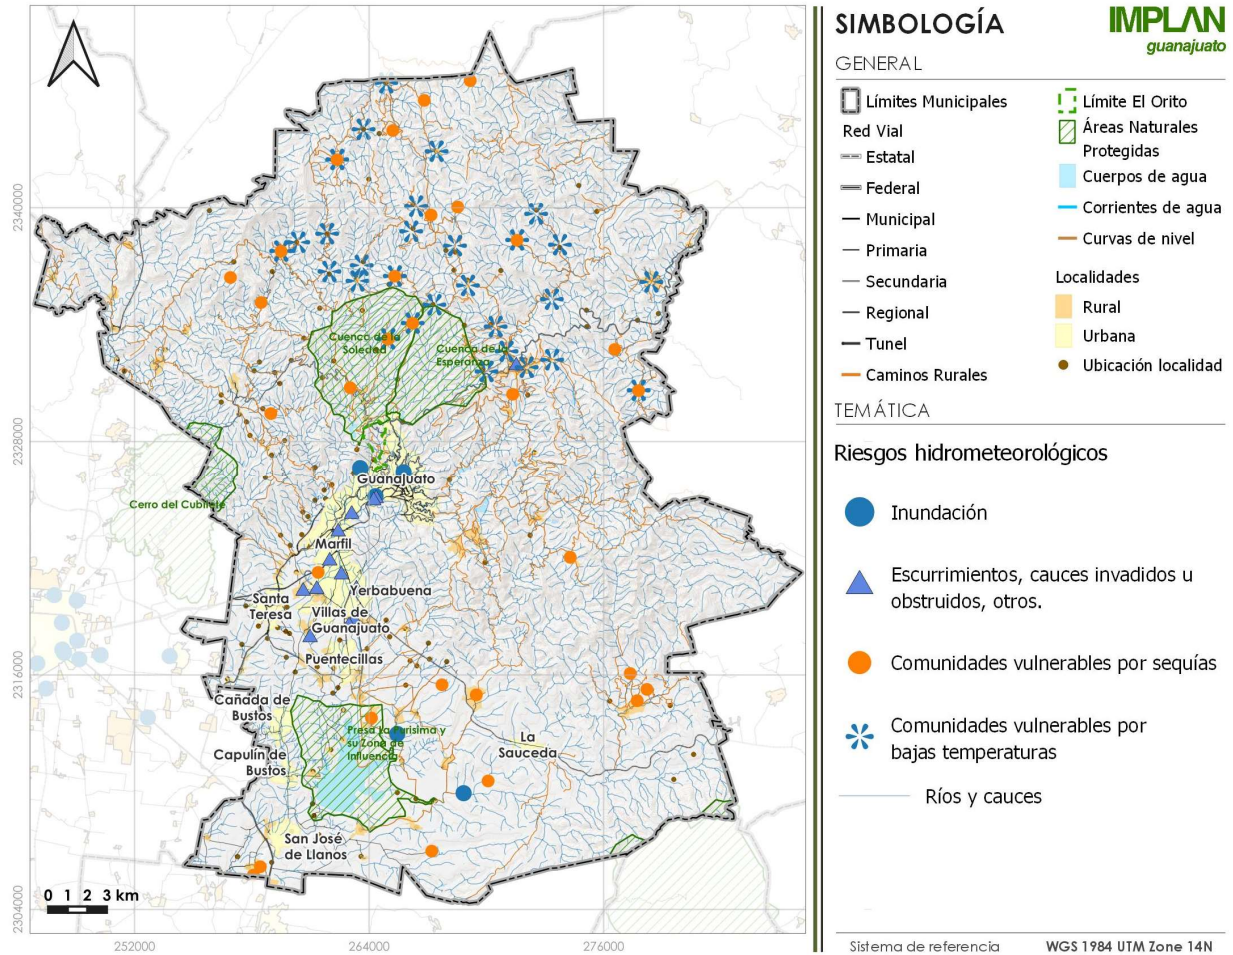 SIMBOLOGÍA
IMPLAN
guanajuato
GENERAL
Límites Municipales
Red Vial
Estatal
Federal
Municipal
Primaria
Secundaria
Regional
Tunel
Caminos Rurales
Límite El Orito
Áreas Naturales
Protegidas
Cuerpos de agua
Corrientes de agua
Curvas de nivel
Localidades
Rural
Urbana
Ubicación localidad
TEMÁTICA
Riesgos hidrometeorológicos
Inundación
Escurrimientos, cauces invadidos u
obstruidos, otros.
Comunidades vulnerables por sequías
Comunidades vulnerables por
bajas temperaturas
Ríos y cauces
Sistema de referencia
WGS 1984 UTM Zone 14N
2340000
2328000
2316000
2304000
252000
264000
276000
0 1 2 3 km
Cuenca de la
Soledad
Cuenca de la
Esperanza
Cerro del Cubilete
Guanajuato
Marfil
Santa
Teresa
Yerbabuena
Villas de
Guanajuato
Puentecillas
Cañada de
Bustos
Presa La Purisima y
su Zona de
Influencia
Capulín de
Bustos
La
Sauceda
San José
de Llanos